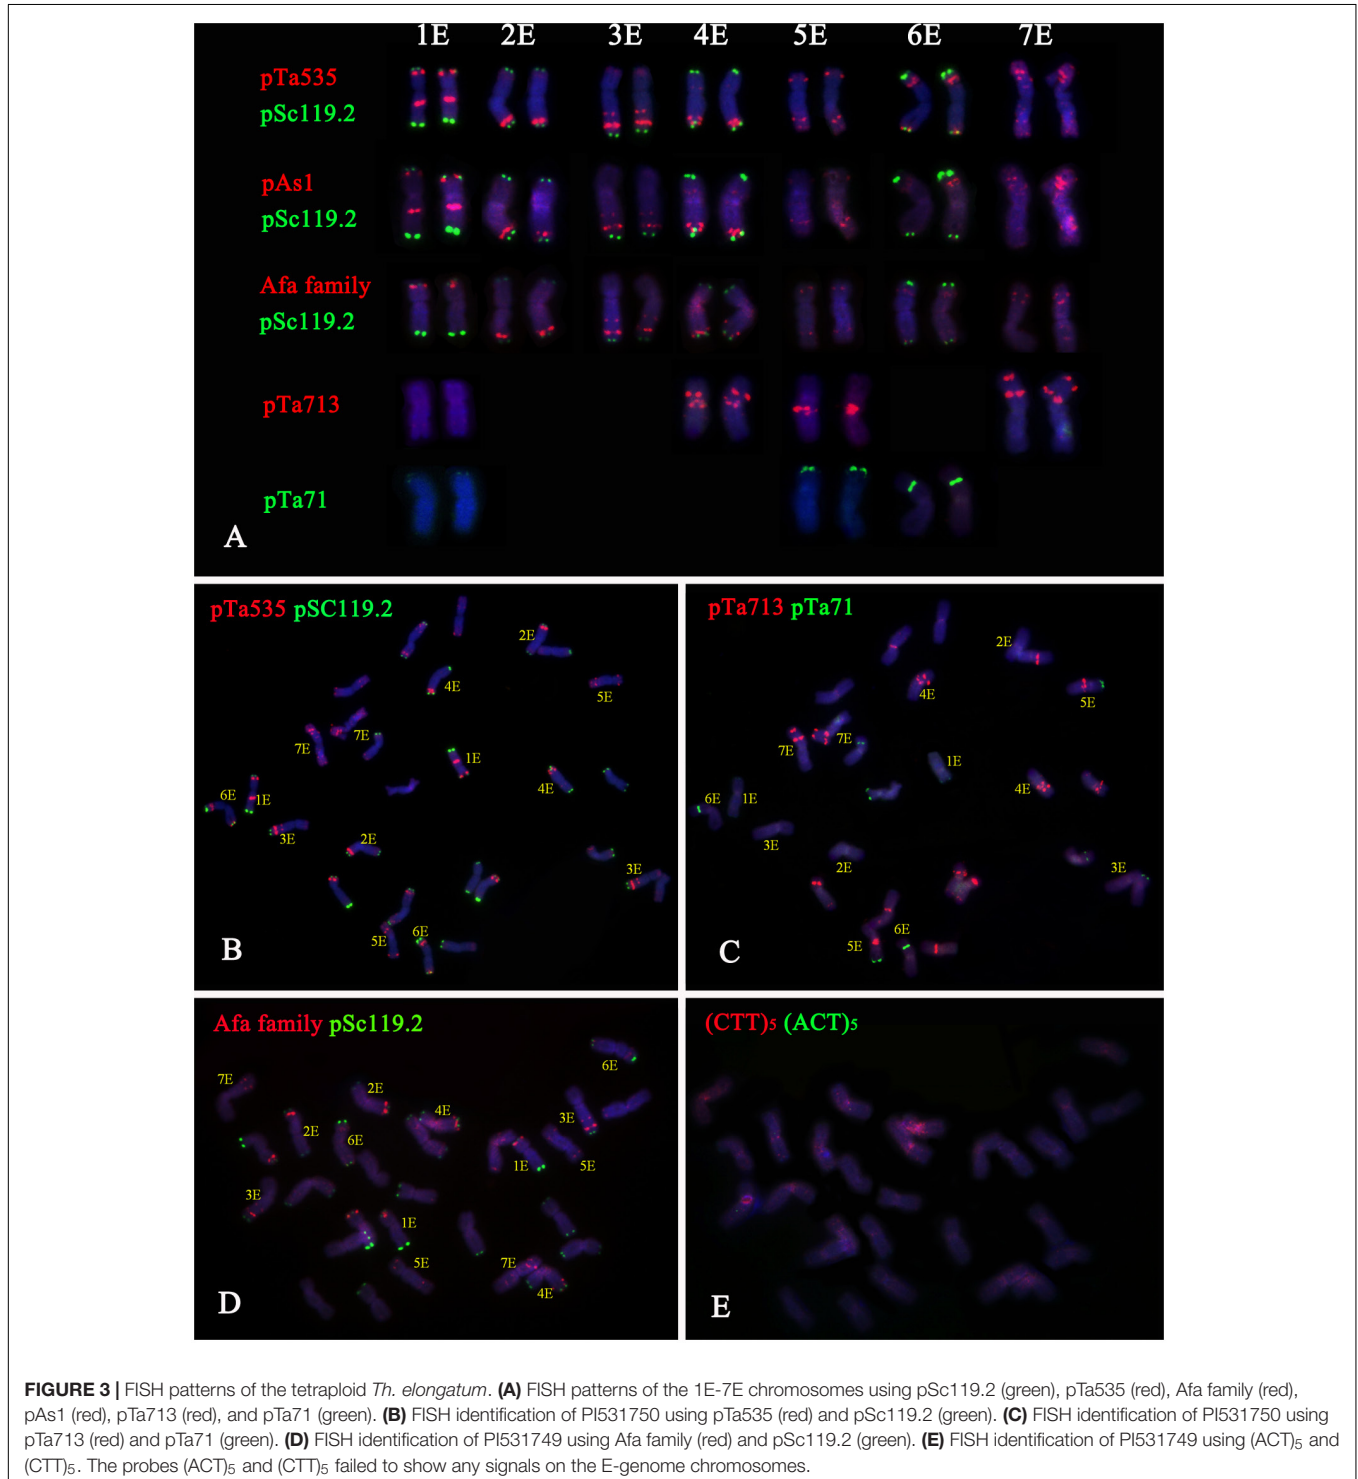 1E 2E 3E 4E 5E 6E 7E
pTa535
pSc119.2
pAs1
pSc119.2
Afa family
pSc119.2
pTa713
pTa71
A
pTa535 pSC119.2
2E
4E
5E
7E
7E
1E
4E
6E
1E
3E
2E
3E
5E
6E
B
pTa713 pTa71
2E
4E
5E
7E
7E
1E
4E
6E
1E
3E
2E
3E
5E
6E
C
Afa family pSc119.2
6E
7E
2E
4E
3E
2E
6E
1E
5E
3E
1E
5E
7E
4E
D
(CTT)5 (ACT)5
E
FIGURE 3 | FISH patterns of the tetraploid Th. elongatum. (A) FISH patterns of the 1E-7E chromosomes using pSc119.2 (green), pTa535 (red), Afa family (red),
pAs1 (red), pTa713 (red), and pTa71 (green). (B) FISH identification of PI531750 using pTa535 (red) and pSc119.2 (green). (C) FISH identification of PI531750 using
pTa713 (red) and pTa71 (green). (D) FISH identification of PI531749 using Afa family (red) and pSc119.2 (green). (E) FISH identification of PI531749 using (ACT)5 and
(CTT)5. The probes (ACT)5 and (CTT)5 failed to show any signals on the E-genome chromosomes.